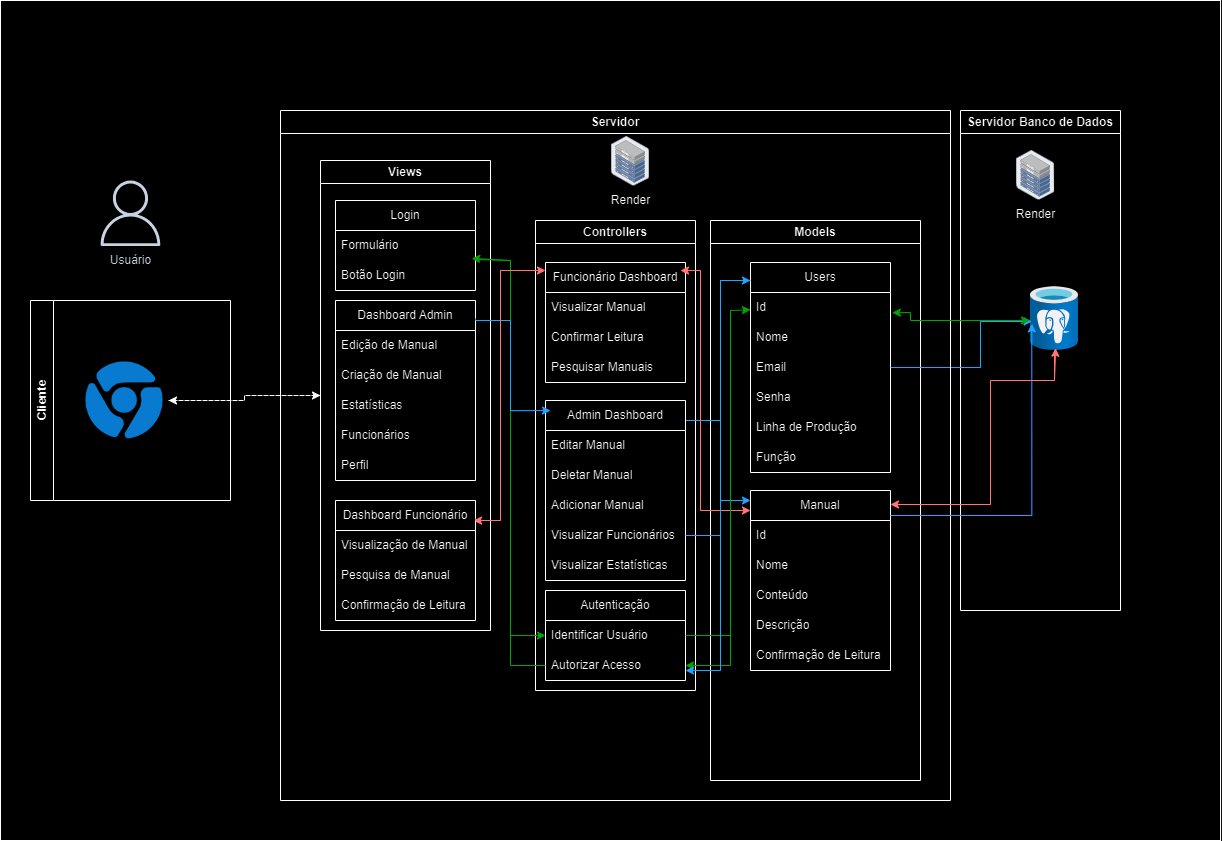 Servidor
Servidor Banco de Dados
Render
Render
Usuário
Cliente
Views
Login
Formulário
Botão Login
Dashboard Admin
Edição de Manual
Criação de Manual
Estatísticas
Funcionários
Perfil
Dashboard Funcionário
Visualização de Manual
Pesquisa de Manual
Confirmação de Leitura
Controllers
Funcionário Dashboard
Visualizar Manual
Confirmar Leitura
Pesquisar Manuais
Admin Dashboard
Editar Manual
Deletar Manual
Adicionar Manual
Visualizar Funcionários
Visualizar Estatísticas
Autenticação
Identificar Usuário
Autorizar Acesso
Models
Users
Id
Nome
Email
Senha
Linha de Produção
Função
Manual
Id
Nome
Conteúdo
Descrição
Confirmação de Leitura